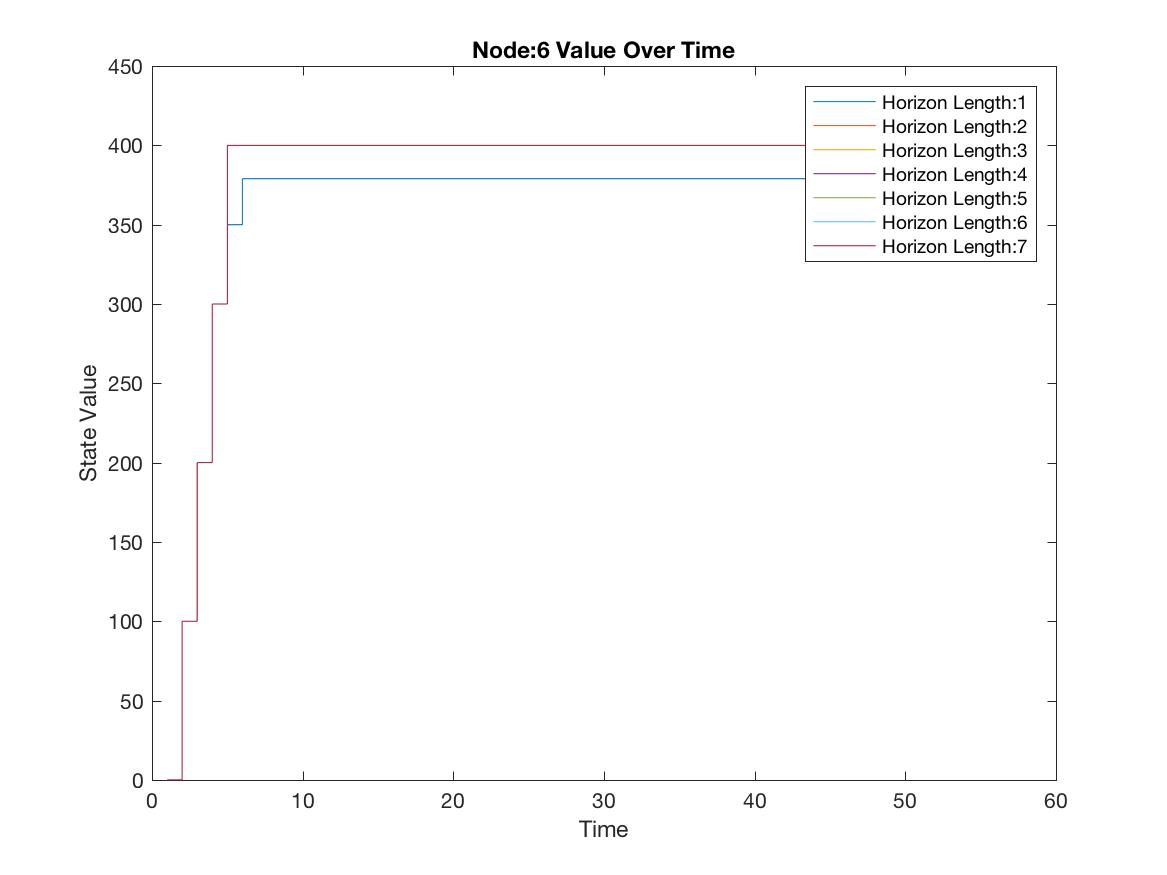 Node:6 Value Over Time
450
400
350
300
250
200
150
100
50
0
State Value
Horizon Length:1
Horizon Length:2
Horizon Length:3
Horizon Length:4
Horizon Length:5
Horizon Length:6
Horizon Length:7
0 10 20 30 40 50 60
Time